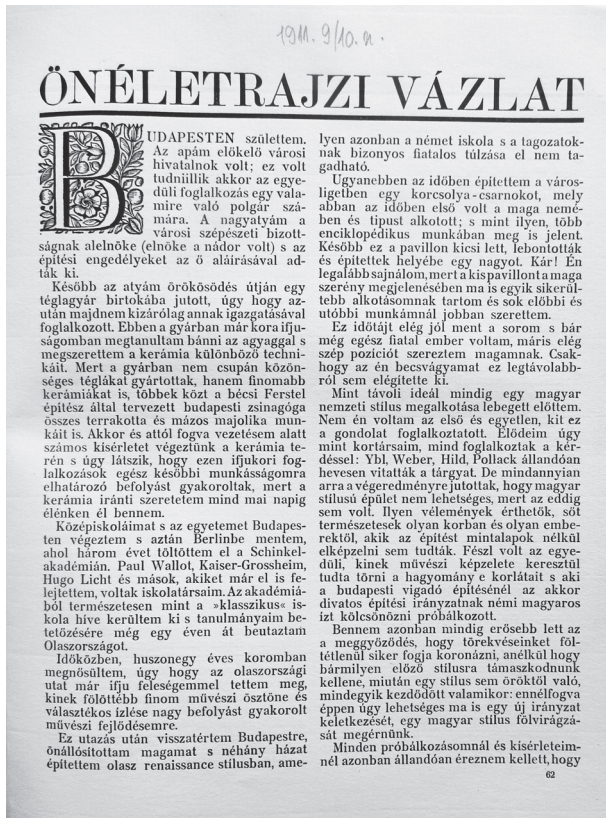 1911. 9/10. n.
ÖNÉLETRAJZI VÁZLAT
BUDAPESTEN születtem.
Az apám előkelő városi
hivatalnok volt; ez volt
tudniillik akkor az egye-
düli foglalkozás egy vala-
mire való polgár szá-
mára. A nagyatyám a
városi szépészeti bizott-
ságnak alelnöke (elnöke a nádor volt) s az
építési engedélyeket az ő aláírásával ad-
ták ki.
Később az atyám örökösödés útján egy
téglagyár birtokába jutott, úgy hogy az-
után majdnem kizárólag annak igazgatásával
foglalkozott. Ebben a gyárban már kora ifju-
ságomban megtanultam bánni az agyaggal s
megszerettem a kerámia különböző techni-
káit. Mert a gyárban nem csupán közön-
séges téglákat gyártottak, hanem finomabb
kerámiákat is, többek közt a bécsi Ferstel
építész által tervezett budapesti zsinagóga
összes terrakotta és mázos majolika mun-
káit is. Akkor és attól fogva vezetésem alatt
számos kísérletet végeztünk a kerámia te-
rén s úgy látszik, hogy ezen ifjukori fog-
lalkozások egész későbbi munkásságomra
elhatározó befolyást gyakoroltak, mert a
kerámia iránti szeretetem mind mai napig
élénken él bennem.
Középiskoláimat s az egyetemet Budapes-
ten végeztem s aztán Berlinbe mentem,
ahol három évet töltöttem el a Schinkel-
akadémián. Paul Wallot, Kaiser-Grossheim,
Hugo Licht és mások, akiket már el is fe-
lejtettem, voltak iskolatársaim. Az akadémiá-
ból természetesen mint a »klasszikus« is-
kola híve kerültem ki s tanulmányaim be-
tetőzésére még egy éven át beutaztam
Olaszországot.
Időközben, huszonegy éves koromban
megnősültem, úgy hogy az olaszországi
utat már ifju feleségemmel tettem meg,
kinek fölöttébb finom művészi ösztöne és
választékos ízlése nagy befolyást gyakorolt
művészi fejlődésemre.
Ez utazás után visszatértem Budapestre,
önállósítottam magamat s néhány házat
építettem olasz renaissance stílusban, ame-
lyen azonban a német iskola s a tagozatok-
nak bizonyos fiatalos túlzása el nem ta-
gadható.
Ugyanebben az időben építettem a város-
ligetben egy korcsolya-csarnokot, mely
abban az időben első volt a maga nemé-
ben és tipust alkotott; s mint ilyen, több
enciklopédikus munkában meg is jelent.
Később ez a pavillon kicsi lett, lebontották
és építettek helyébe egy nagyot. Kár! Én
legalább sajnálom, mert a kis pavillont a maga
szerény megjelenésében ma is egyik sikerül-
tebb alkotásomnak tartom és sok előbbi és
utóbbi munkámnál jobban szerettem.
Ez időtájt elég jól ment a sorom s bár
még egész fiatal ember voltam, máris elég
szép pozíciót szereztem magamnak. Csak-
hogy az én becsvágyamat ez legtávolabb-
ról sem elégítette ki.
Mint távoli ideál mindig egy magyar
nemzeti stílus megalkotása lebegett előttem.
Nem én voltam az első és egyetlen, kit ez
a gondolat foglalkoztatott. Elődeim úgy
mint kortársaim, mind foglalkoztak a kér-
déssel: Ybl, Weber, Hild, Pollack állandóan
hevesen vitatták a tárgyat. De mindannyian
arra a végeredményre jutottak, hogy magyar
stílusú épület nem lehetséges, mert az eddig
sem volt. Ilyen vélemények érthetők, sőt
természetesek olyan korban és olyan embe-
rektől, akik az építést mintalapok nélkül
elképzelni sem tudták. Fészl volt az egye-
düli, kinek művészi képzelete keresztül
tudta törni a hagyomány e korlátait s aki
a budapesti vigadó építésénél az akkor
divatos építési irányzatnak némi magyaros
ízt kölcsönözni próbálkozott.
Bennem azonban mindig erősebb lett az
a meggyőződés, hogy törekvéseinket föl-
tétlenül siker fogja koronázni, anélkül hogy
bármilyen előző stílusra támaszkodnunk
kellene, miután egy stílus sem öröktől való,
mindegyik kezdődött valamikor: ennélfogva
éppen úgy lehetséges ma is egy új irányzat
keletkezését, egy magyar stílus fölvirágzá-
sát megérnünk.
Minden próbálkozásomnál és kísérleteim-
nél azonban állandóan éreznem kellett, hogy
62